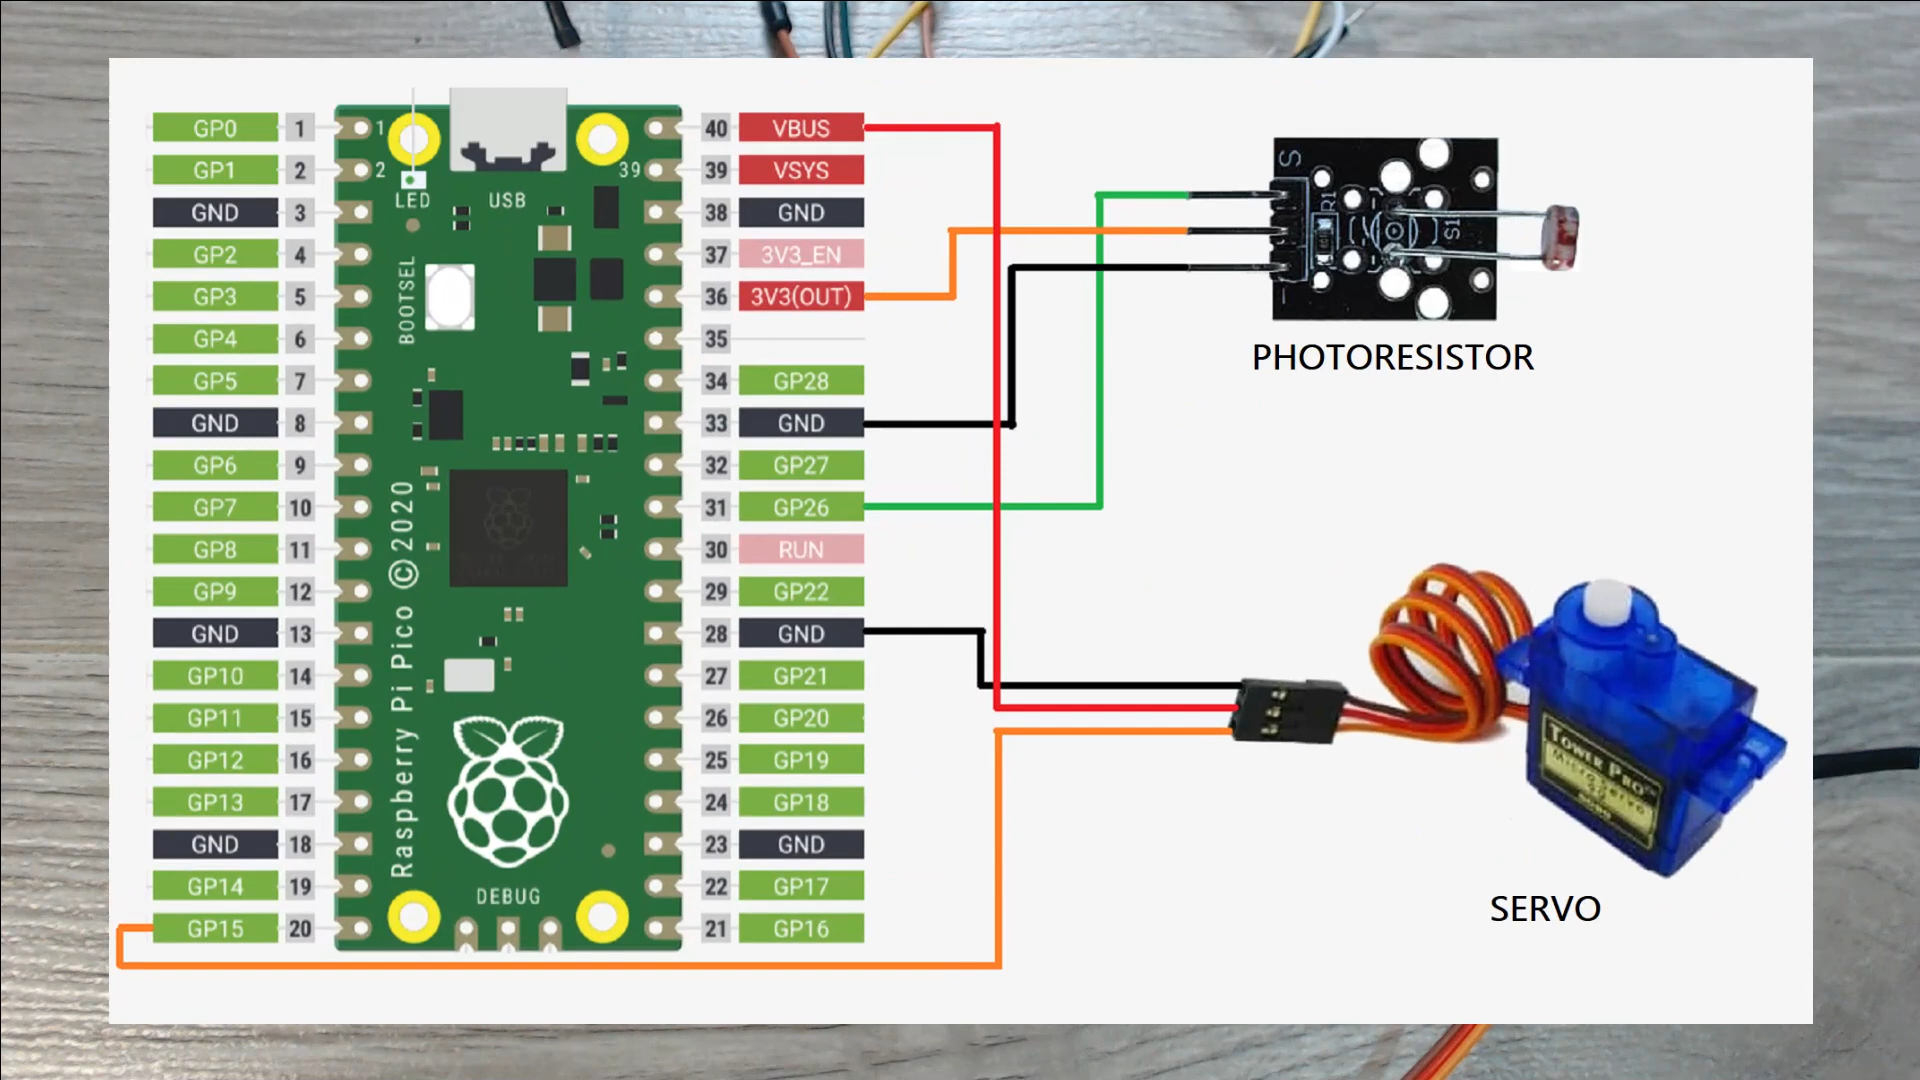 GP0 1
GP1 2
GND 3
GP2 4
GP3 5
GP4 6
GP5 7
GND 8
GP6 9
GP7 10
GP8 11
GP9 12
GND 13
GP10 14
GP11 15
GP12 16
GP13 17
GND 18
GP14 19
GP15 20
1
2
39
LED
USB
BOOTSEL
Raspberry Pi Pico ©2020
DEBUG
40 VBUS
39 VSYS
38 GND
37 3V3_EN
36 3V3(OUT)
35
34 GP28
33 GND
32 GP27
31 GP26
30 RUN
29 GP22
28 GND
27 GP21
26 GP20
25 GP19
24 GP18
23 GND
22 GP17
21 GP16
S
R1
S1
PHOTORESISTOR
TOWER PRO
Micro Servo
SERVO